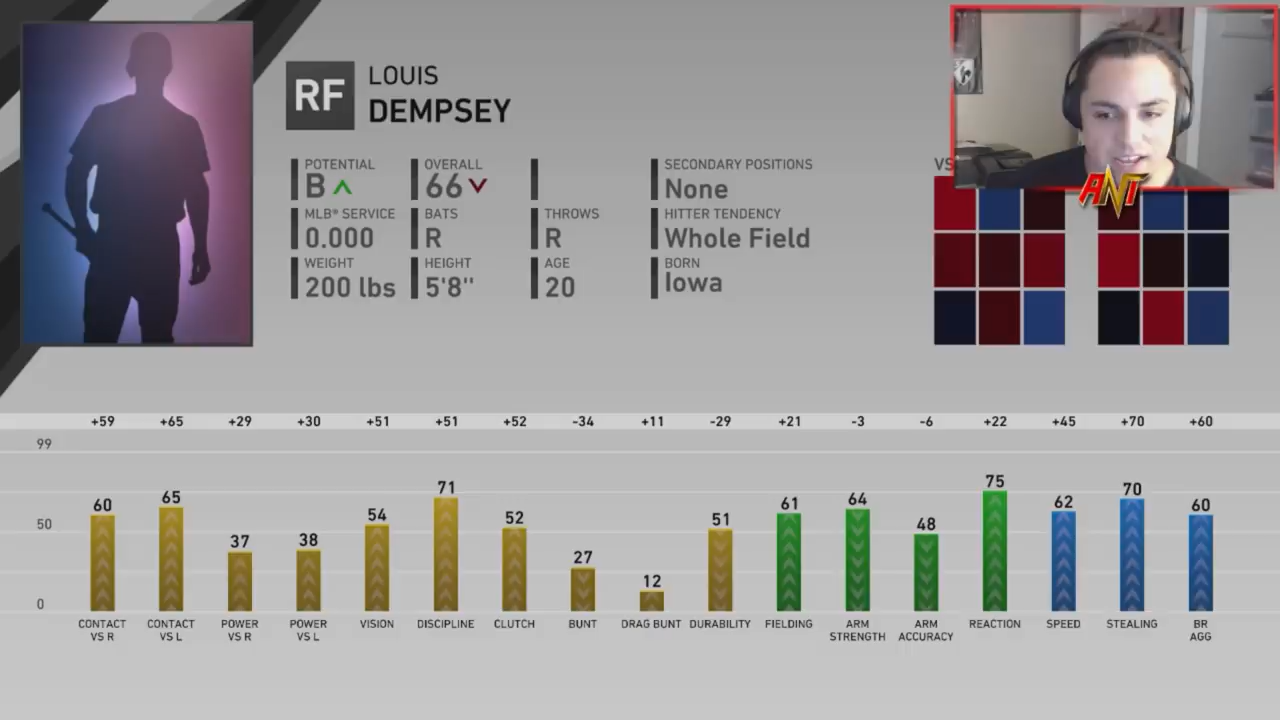 RF
LOUIS
DEMPSEY
POTENTIAL OVERALL SECONDARY POSITIONS
B 66 None
MLB® SERVICE BATS THROWS HITTER TENDENCY
0.000 R R Whole Field
WEIGHT HEIGHT AGE BORN
200 lbs 5'8" 20 Iowa
VS
ANT
+59 +65 +29 +30 +51 +51 +52 -34 +11 -29 +21 -3 -6 +22 +45 +70 +60
99
50
0
60 65 37 38 54 71 52 27 12 51 61 64 48 75 62 70 60
CONTACT VS R
CONTACT VS L
POWER VS R
POWER VS L
VISION
DISCIPLINE
CLUTCH
BUNT
DRAG BUNT
DURABILITY
FIELDING
ARM STRENGTH
ARM ACCURACY
REACTION
SPEED
STEALING
BR AGG